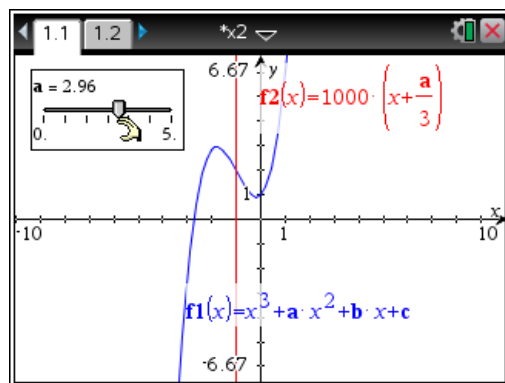 1.1 1.2 *x2
a = 2.96
0. 5.
6.67 y
f2(x)=1000·(x+a/3)
1
x
-10 1 10
f1(x)=x³+a·x²+b·x+c
-6.67